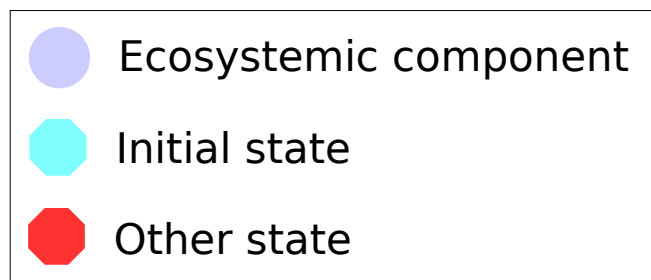 Ecosystemic component
Initial state
Other state